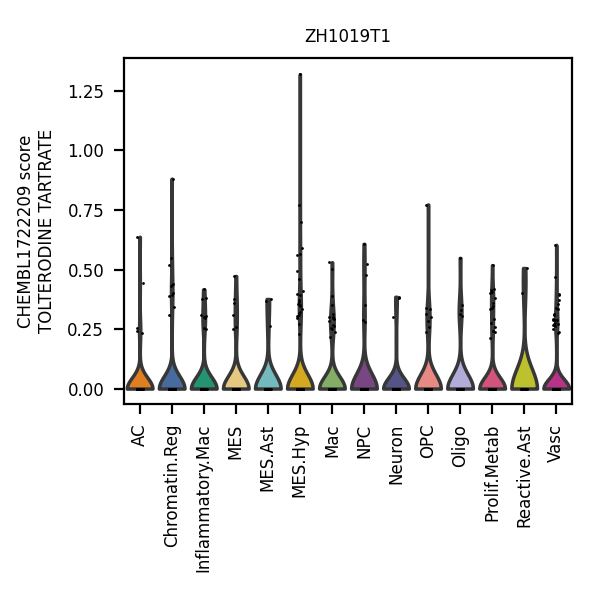 ZH1019T1
CHEMBL1722209 score
TOLTERODINE TARTRATE
1.25
1.00
0.75
0.50
0.25
0.00
AC
Chromatin.Reg
Inflammatory.Mac
MES
MES.Ast
MES.Hyp
Mac
NPC
Neuron
OPC
Oligo
Prolif.Metab
Reactive.Ast
Vasc